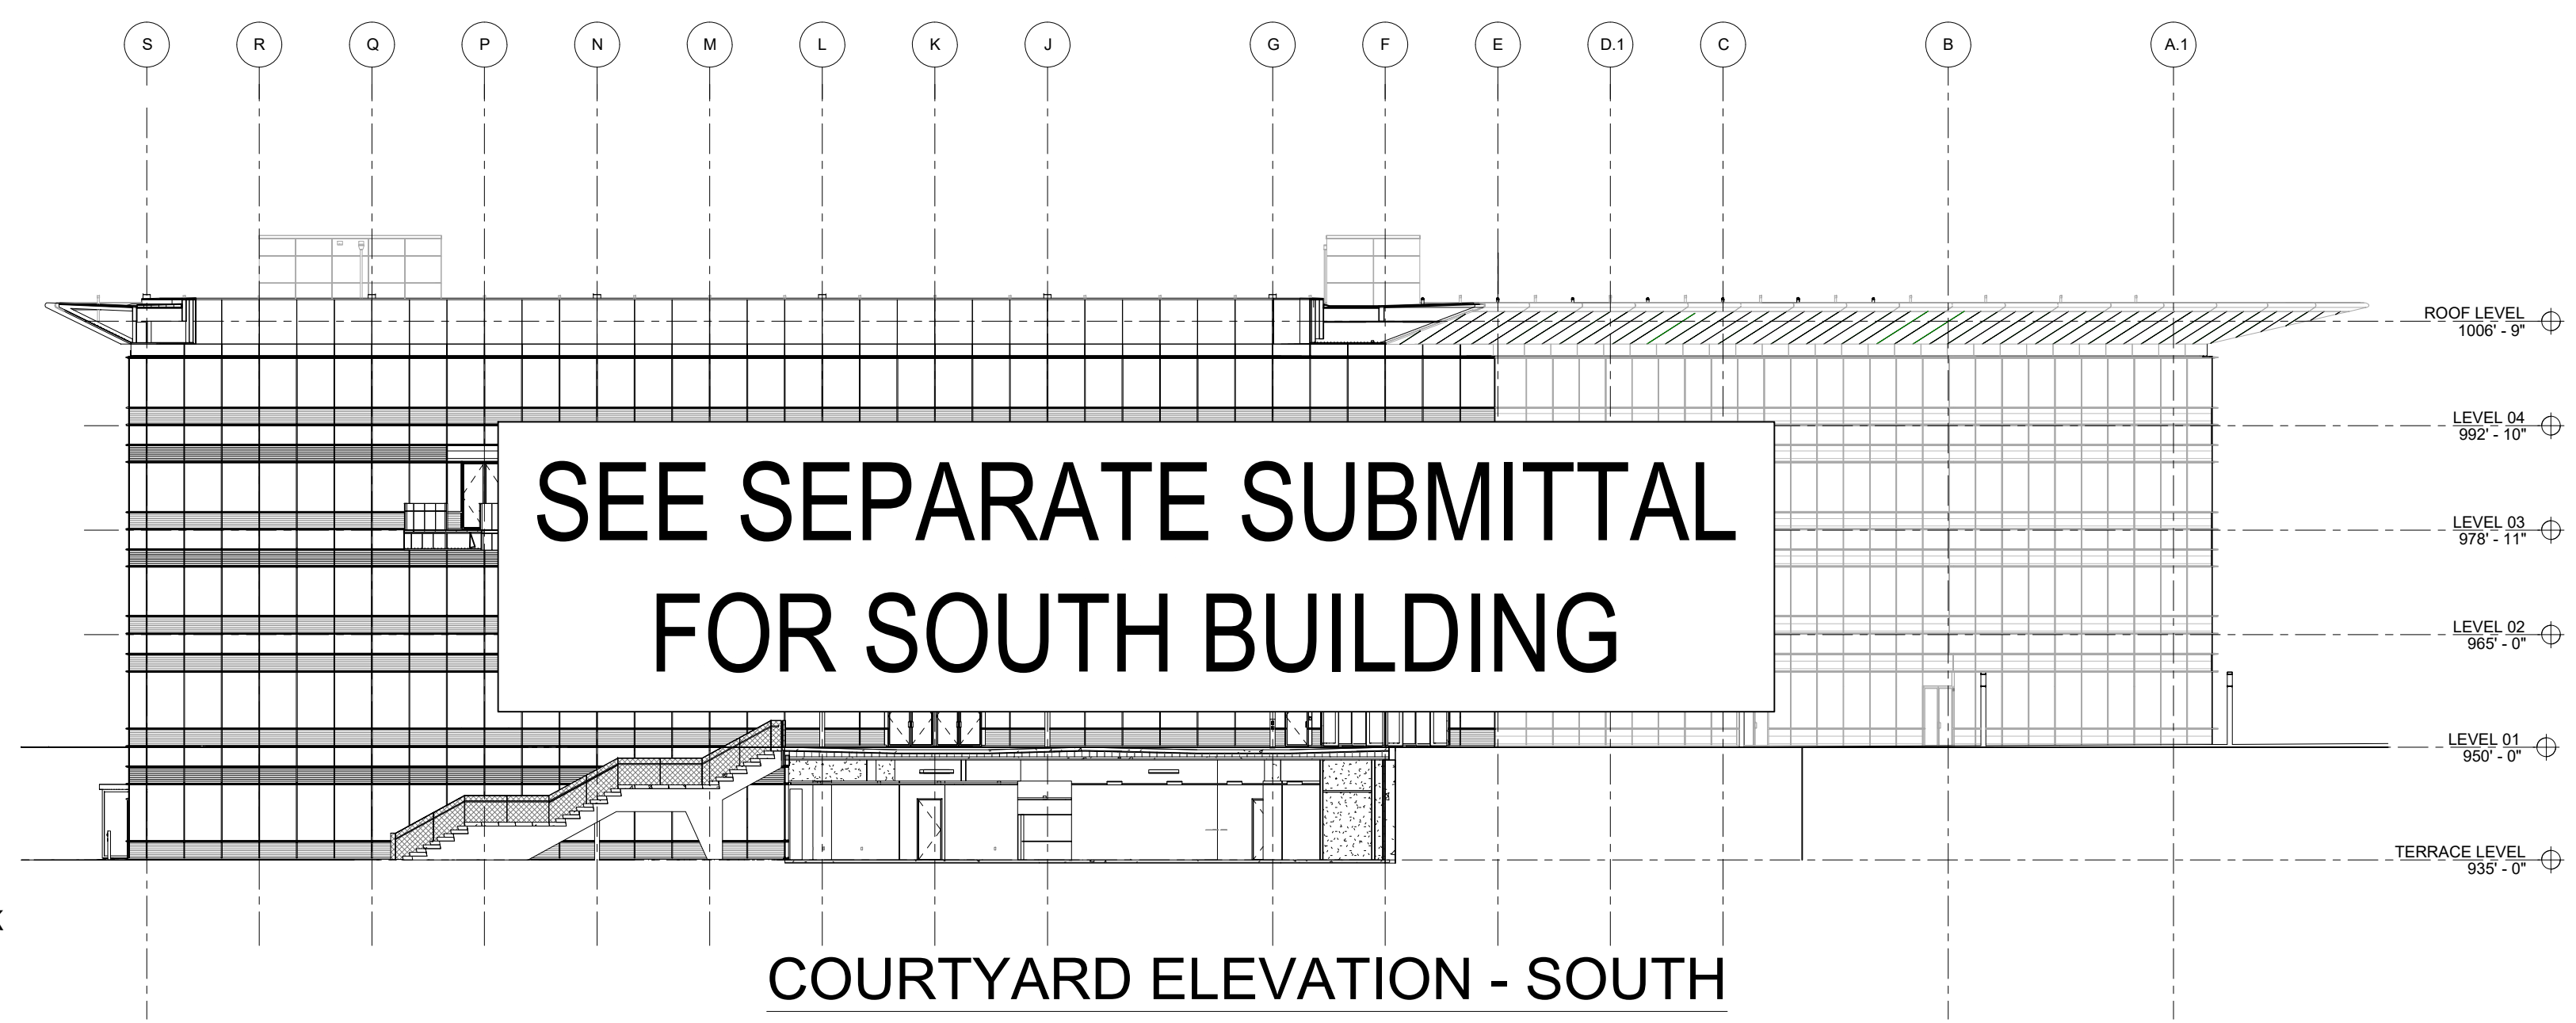 S R Q P N M L K J G F E D.1 C B A.1
ROOF LEVEL
1006' - 9"
LEVEL 04
992' - 10"
SEE SEPARATE SUBMITTAL
FOR SOUTH BUILDING
LEVEL 03
978' - 11"
LEVEL 02
965' - 0"
LEVEL 01
950' - 0"
TERRACE LEVEL
935' - 0"
COURTYARD ELEVATION - SOUTH